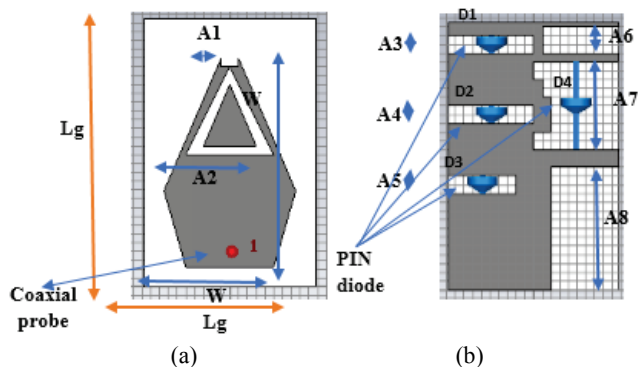 A1
W
Lg
A2
1
Coaxial
probe
W
Lg
(a)
D1
A3
A6
D2
D4
A7
A4
D3
A5
A8
PIN
diode
(b)